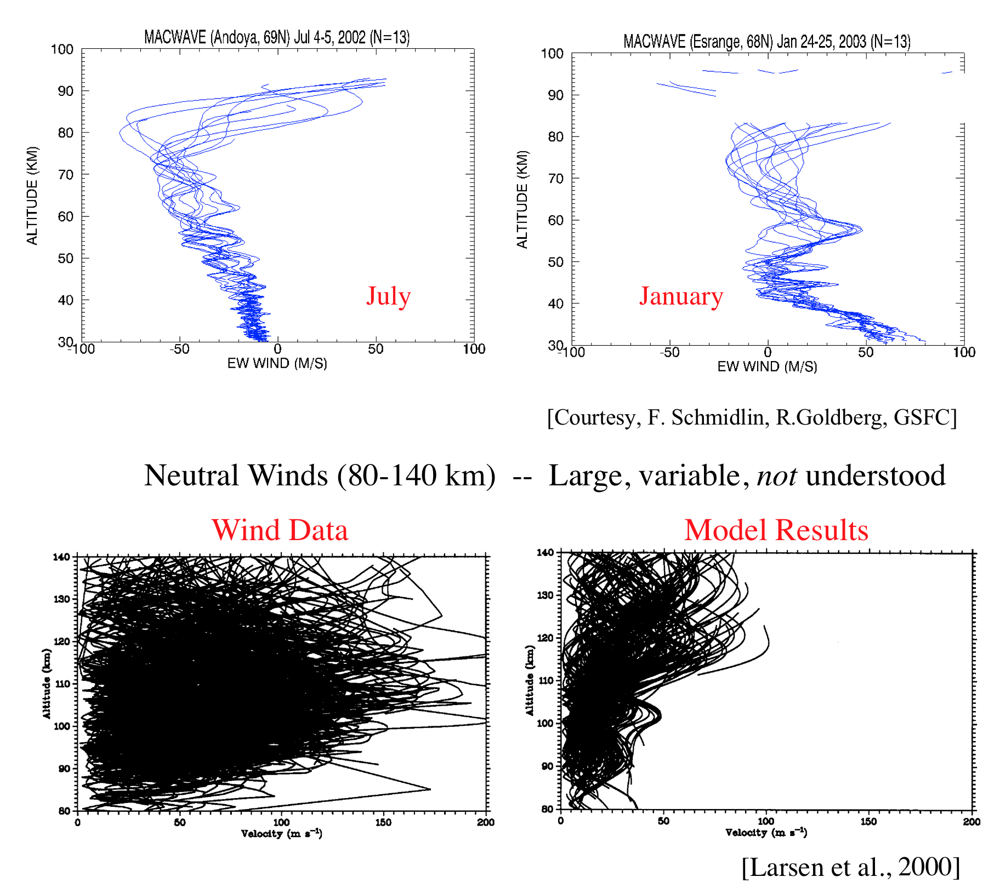 MACWAVE (Andoya, 69N) Jul 4-5, 2002 (N=13)
100
90
80
70
60
50
40
30
ALTITUDE (KM)
July
-100 -50 0 50 100
EW WIND (M/S)
MACWAVE (Esrange, 68N) Jan 24-25, 2003 (N=13)
100
90
80
70
60
50
40
30
ALTITUDE (KM)
January
-100 -50 0 50 100
EW WIND (M/S)
[Courtesy, F. Schmidlin, R.Goldberg, GSFC]
Neutral Winds (80-140 km) -- Large, variable, not understood
Wind Data
140
130
120
110
100
90
80
Altitude (km)
0 50 100 150 200
Velocity (m s⁻¹)
Model Results
140
130
120
110
100
90
80
Altitude (km)
0 50 100 150 200
Velocity (m s⁻¹)
[Larsen et al., 2000]